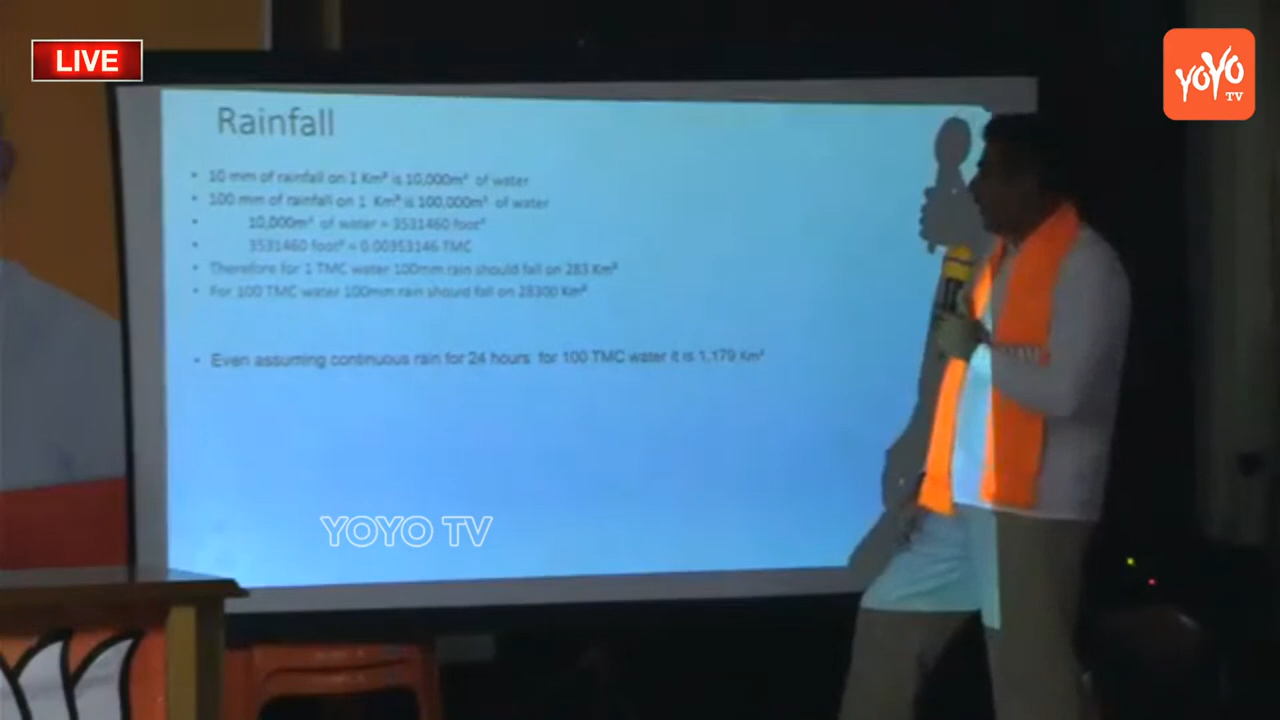 LIVE
YOYO
TV
Rainfall
• 10 mm of rainfall on 1 Km² is 10,000m³ of water
• 100 mm of rainfall on 1 Km² is 100,000m³ of water
• 10,000m³ of water = 3531460 foot³
• 3531460 foot³ = 0.00353146 TMC
• Therefore for 1 TMC water 100mm rain should fall on 283 Km²
• For 100 TMC water 100mm rain should fall on 28300 Km²
• Even assuming continuous rain for 24 hours for 100 TMC water it is 1,179 Km²
YOYO TV